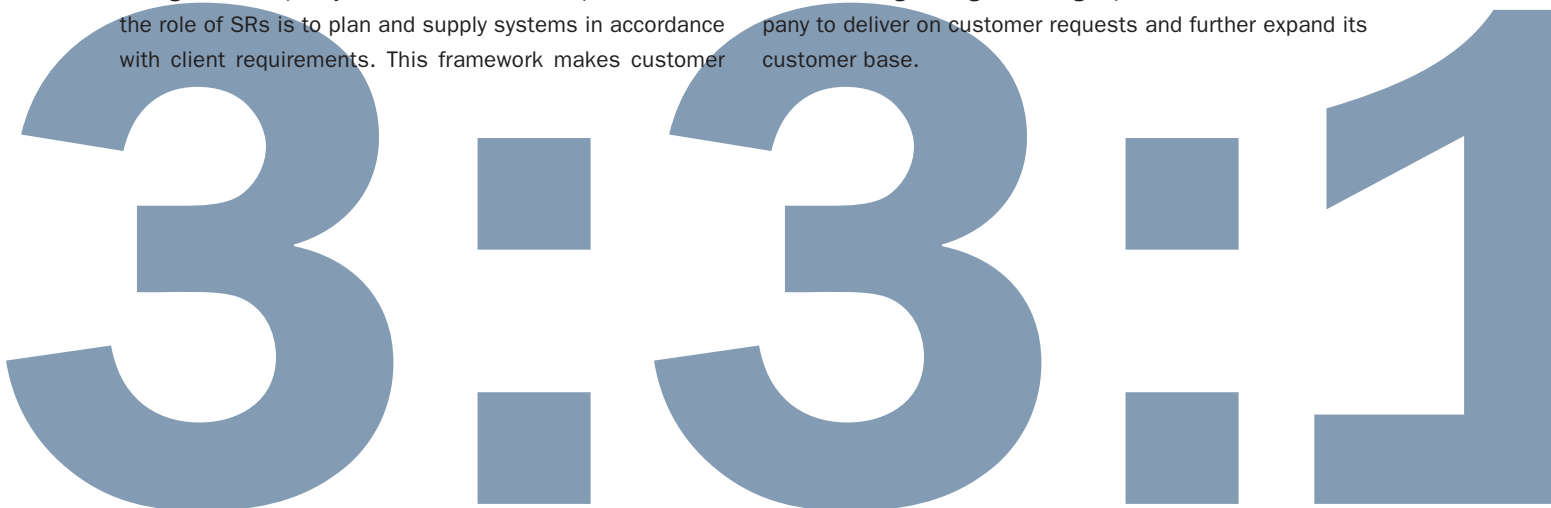 the role of SRs is to plan and supply systems in accordance
with client requirements. This framework makes customer
pany to deliver on customer requests and further expand its
customer base.
3:3:1